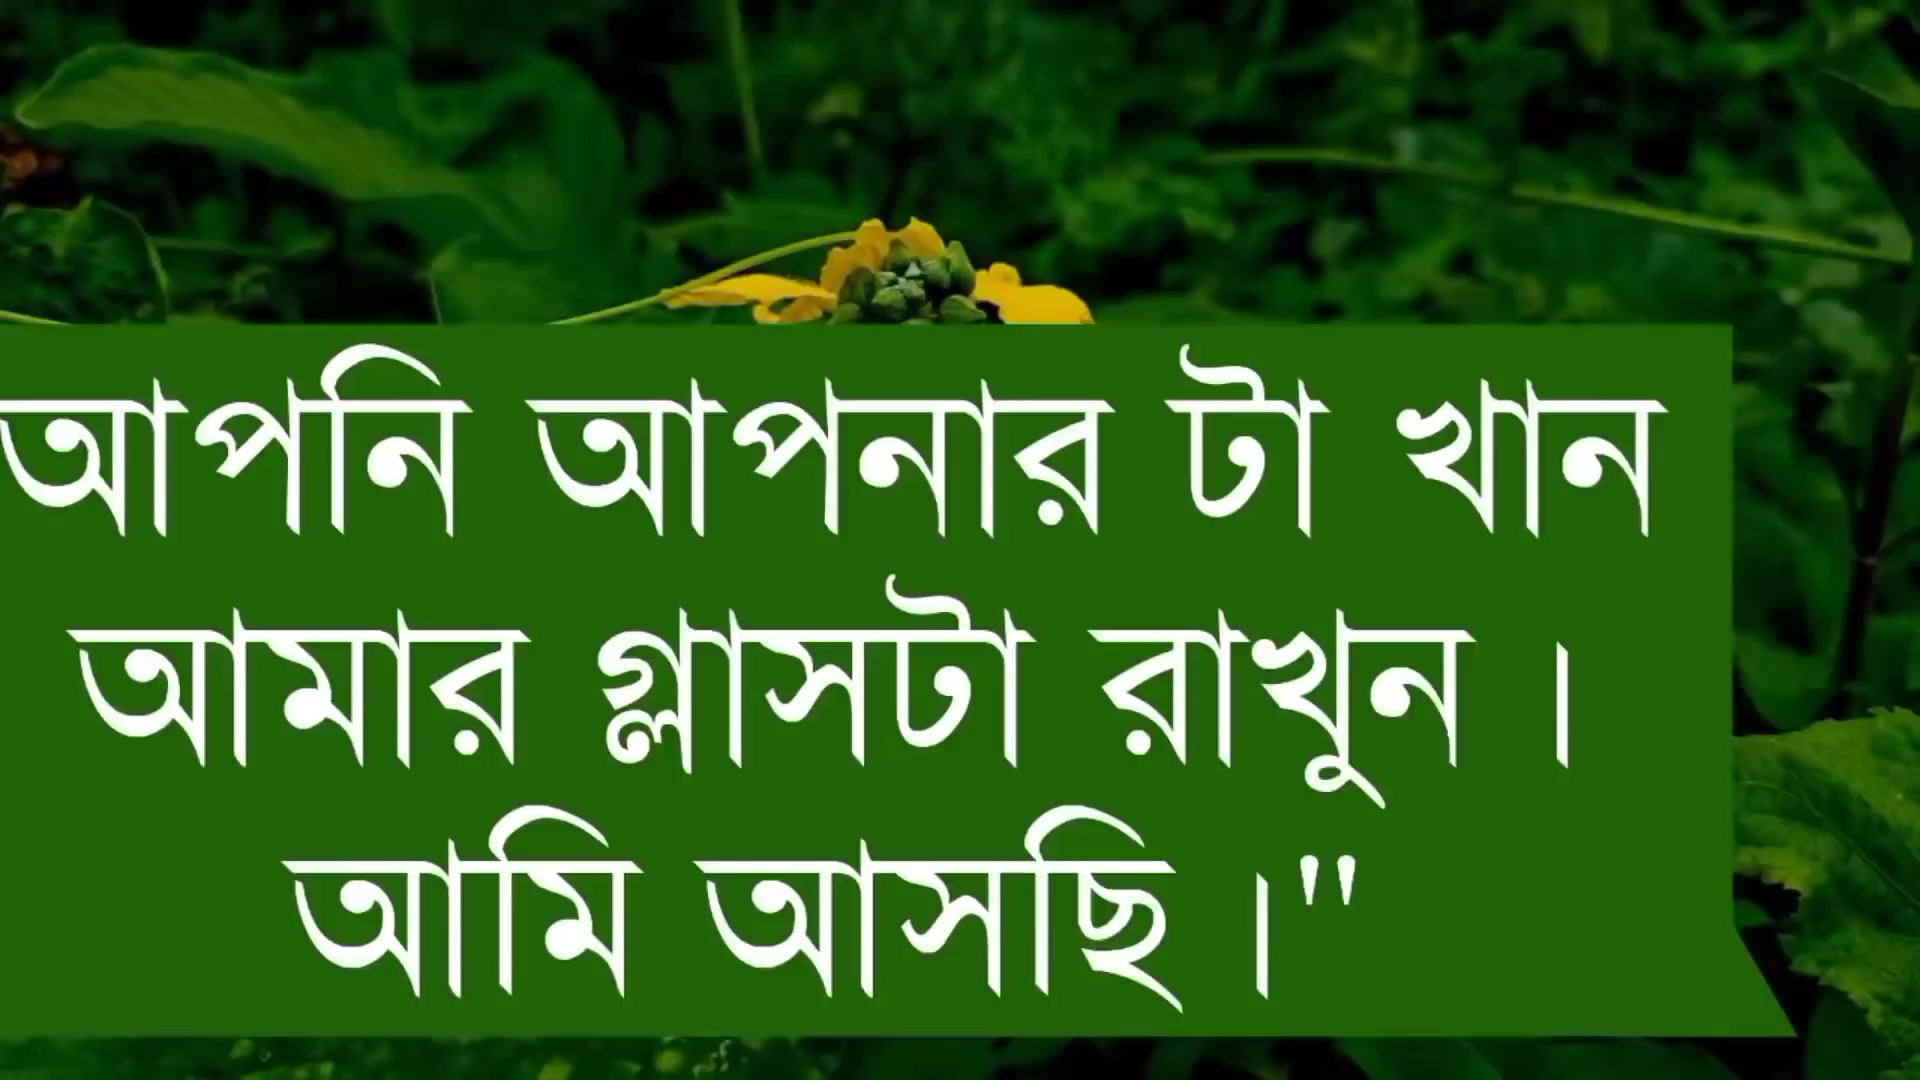 আপনি আপনার টা খান
আমার গ্লাসটা রাখুন ।
আমি আসছি ।"